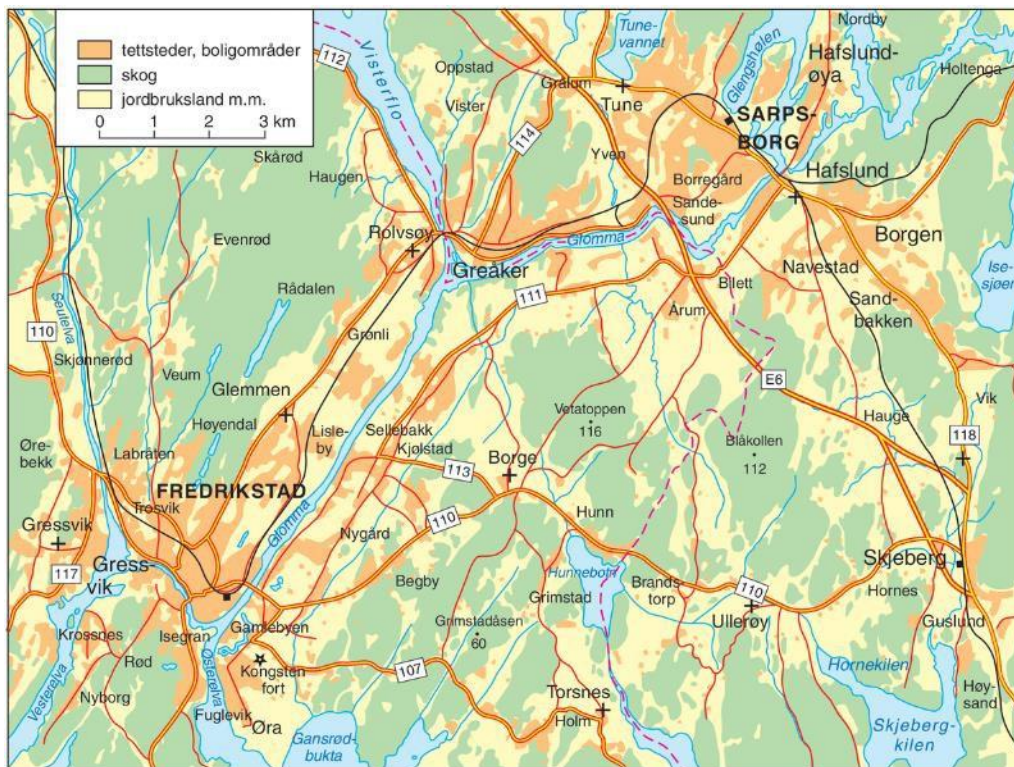 tettsteder, boligområder
skog
jordbruksland m.m.
0 1 2 3 km
112
Visterflo
Oppstad
Vister
Tune-
vannet
Grålum
Tune
Glengshølen
Nordby
Hafslund-
øya
Holtenga
SARPS-
BORG
114
Yven
Skårød
Haugen
Borregård
Hafslund
Sande-
sund
Rolvsøy
Evenrød
Greåker
Glomma
Borgen
Navestad
Ise-
sjøen
Rådalen
111
Bilett
Årum
Sand-
bakken
Seutelva
110
Grønli
Skjønnerød
Veum
Glemmen
E6
Vetatoppen
116
Hauge
Vik
Høyendal
Lisle-
by
Sellebakk
Kjølstad
Blåkollen
112
118
Øre-
bekk
Labråten
113
Borge
FREDRIKSTAD
Trosvik
Glomma
Nygård
110
Hunn
Gressvik
Gress-
vik
117
Begby
Hunnebotn
Grimstad
Brands-
torp
110
Skjeberg
Hornes
Ullerøy
Guslund
Krossnes
Isegran
Gamlebyen
Grimstadåsen
60
Rød
Østerelva
Kongsten
fort
107
Hornekilen
Vesterelva
Nyborg
Fuglevik
Øra
Gansrød-
bukta
Torsnes
Holm
Skjeberg-
kilen
Høy-
sand